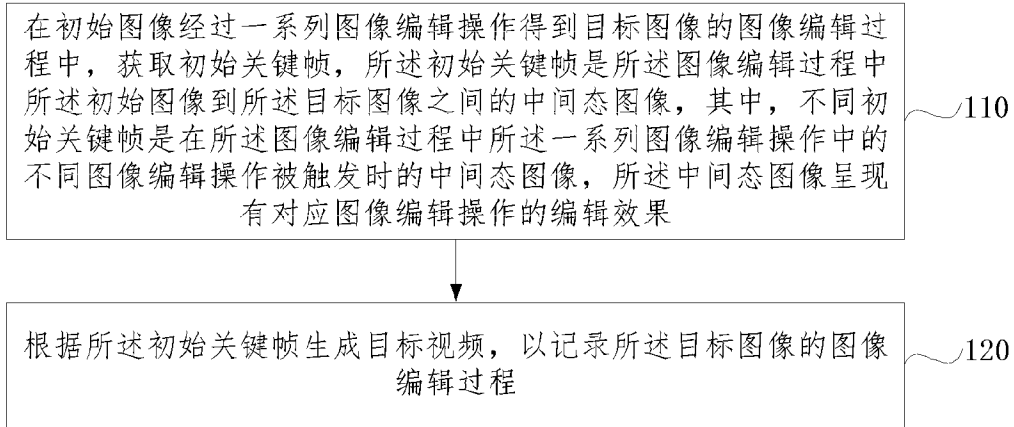 在初始图像经过一系列图像编辑操作得到目标图像的图像编辑过
程中，获取初始关键帧，所述初始关键帧是所述图像编辑过程中
所述初始图像到所述目标图像之间的中间态图像，其中，不同初
始关键帧是在所述图像编辑过程中所述一系列图像编辑操作中的
不同图像编辑操作被触发时的中间态图像，所述中间态图像呈现
有对应图像编辑操作的编辑效果
110
根据所述初始关键帧生成目标视频，以记录所述目标图像的图像
编辑过程
120